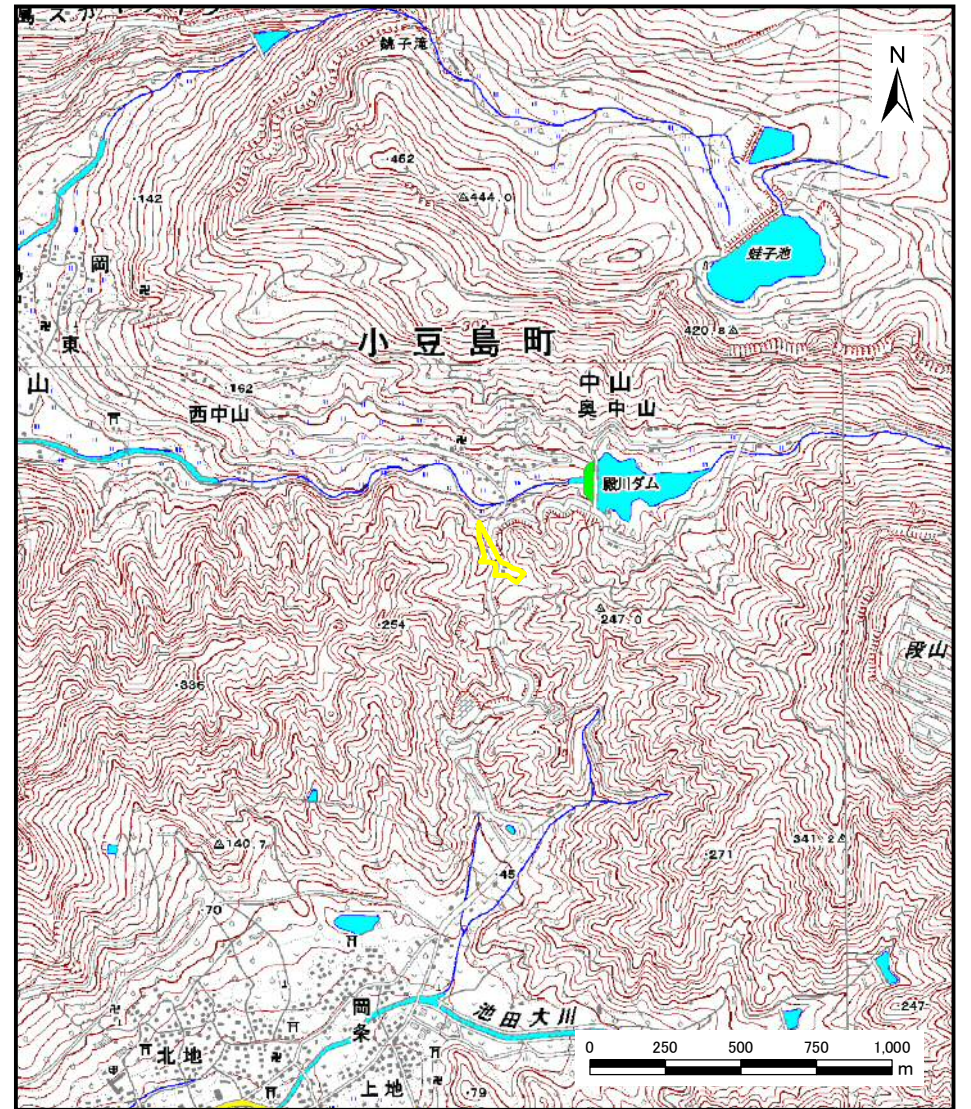 銚子滝
N
・462
△444.0
・142
蛙子池
岡
東
420.8△
小豆島町
山
・162
西中山
中山
奥中山
殿川ダム
・254
247.0
段山
・336
△140.7
・45
・271
341.2△
・70
岡条
池田大川
・247
北地
上地
・79
0 250 500 750 1,000
m